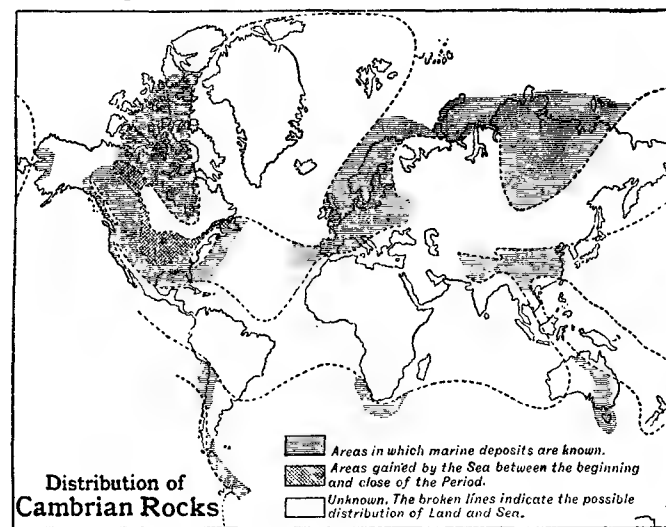 Areas in which marine deposits are known.
Areas gained by the Sea between the beginning
and close of the Period.
Unknown. The broken lines indicate the possible
distribution of Land and Sea.
Distribution of
Cambrian Rocks